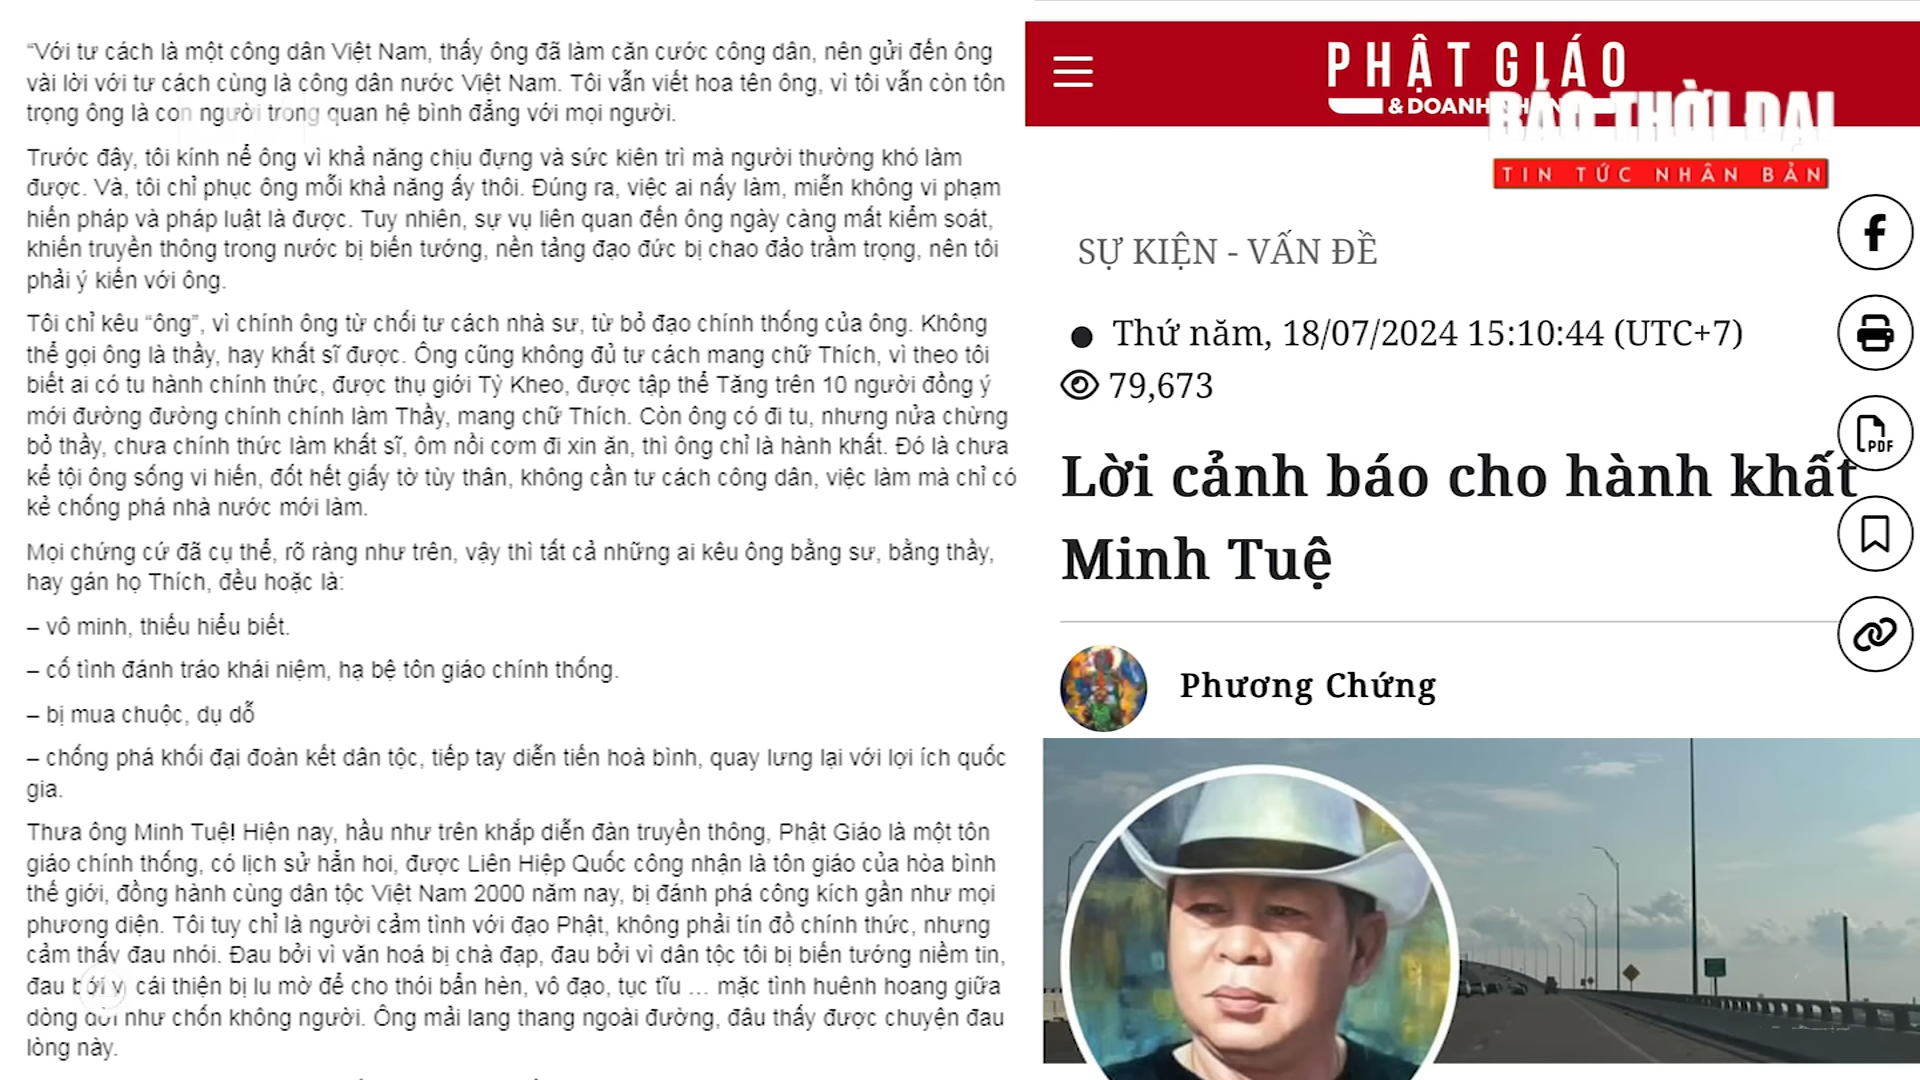 “Với tư cách là một công dân Việt Nam, thấy ông đã làm căn cước công dân, nên gửi đến ông
vài lời với tư cách cùng là công dân nước Việt Nam. Tôi vẫn viết hoa tên ông, vì tôi vẫn còn tôn
trọng ông là con người trong quan hệ bình đẳng với mọi người.
Trước đây, tôi kính nể ông vì khả năng chịu đựng và sức kiên trì mà người thường khó làm
được. Và, tôi chỉ phục ông mỗi khả năng ấy thôi. Đúng ra, việc ai nấy làm, miễn không vi phạm
hiến pháp và pháp luật là được. Tuy nhiên, sự vụ liên quan đến ông ngày càng mất kiểm soát,
khiến truyền thông trong nước bị biến tướng, nền tảng đạo đức bị chao đảo trầm trọng, nên tôi
phải ý kiến với ông.
Tôi chỉ kêu “ông”, vì chính ông từ chối tư cách nhà sư, từ bỏ đạo chính thống của ông. Không
thể gọi ông là thầy, hay khất sĩ được. Ông cũng không đủ tư cách mang chữ Thích, vì theo tôi
biết ai có tu hành chính thức, được thụ giới Tỳ Kheo, được tập thể Tăng trên 10 người đồng ý
mới đường đường chính chính làm Thầy, mang chữ Thích. Còn ông có đi tu, nhưng nửa chừng
bỏ thầy, chưa chính thức làm khất sĩ, ôm nồi cơm đi xin ăn, thì ông chỉ là hành khất. Đó là chưa
kể tội ông sống vi hiến, đốt hết giấy tờ tùy thân, không cần tư cách công dân, việc làm mà chỉ có
kẻ chống phá nhà nước mới làm.
Mọi chứng cứ đã cụ thể, rõ ràng như trên, vậy thì tất cả những ai kêu ông bằng sư, bằng thầy,
hay gán họ Thích, đều hoặc là:
– vô minh, thiếu hiểu biết.
– cố tình đánh tráo khái niệm, hạ bệ tôn giáo chính thống.
– bị mua chuộc, dụ dỗ
– chống phá khối đại đoàn kết dân tộc, tiếp tay diễn tiến hoà bình, quay lưng lại với lợi ích quốc
gia.
Thưa ông Minh Tuệ! Hiện nay, hầu như trên khắp diễn đàn truyền thông, Phật Giáo là một tôn
giáo chính thống, có lịch sử hẳn hoi, được Liên Hiệp Quốc công nhận là tôn giáo của hòa bình
thế giới, đồng hành cùng dân tộc Việt Nam 2000 năm nay, bị đánh phá công kích gần như mọi
phương diện. Tôi tuy chỉ là người cảm tình với đạo Phật, không phải tín đồ chính thức, nhưng
cảm thấy đau nhói. Đau bởi vì văn hoá bị chà đạp, đau bởi vì dân tộc tôi bị biến tướng niềm tin,
đau bởi vì cái thiện bị lu mờ để cho thói bẩn hèn, vô đạo, tục tĩu ... mặc tình huênh hoang giữa
dòng đời như chốn không người. Ông mải lang thang ngoài đường, đâu thấy được chuyện đau
lòng này.
PHẬT GIÁO
& DOANH NHÂN
BÁO THỜI ĐẠI
TIN TỨC NHÂN BẢN
SỰ KIỆN - VẤN ĐỀ
Thứ năm, 18/07/2024 15:10:44 (UTC+7)
79,673
PDF
Lời cảnh báo cho hành khất
Minh Tuệ
Phương Chứng